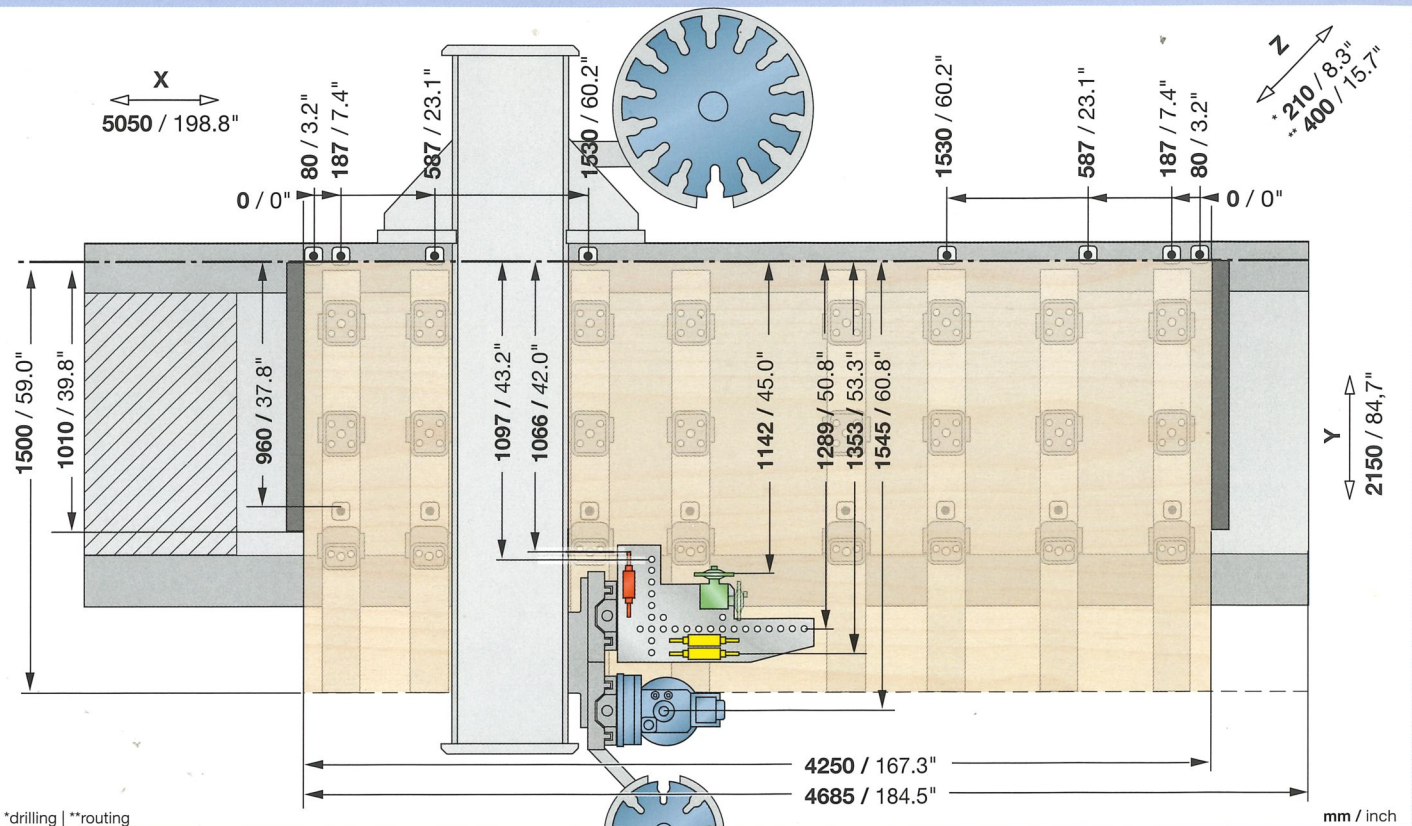 X
5050 / 198.8"
Z
* 210 / 8.3"
** 400 / 15.7"
0 / 0"
80 / 3.2"
187 / 7.4"
587 / 23.1"
1530 / 60.2"
1530 / 60.2"
587 / 23.1"
187 / 7.4"
80 / 3.2"
0 / 0"
1500 / 59.0"
1010 / 39.8"
960 / 37.8"
1097 / 43.2"
1066 / 42.0"
1142 / 45.0"
1289 / 50.8"
1353 / 53.3"
1545 / 60.8"
Y
2150 / 84,7"
4250 / 167.3"
4685 / 184.5"
*drilling | **routing
mm / inch